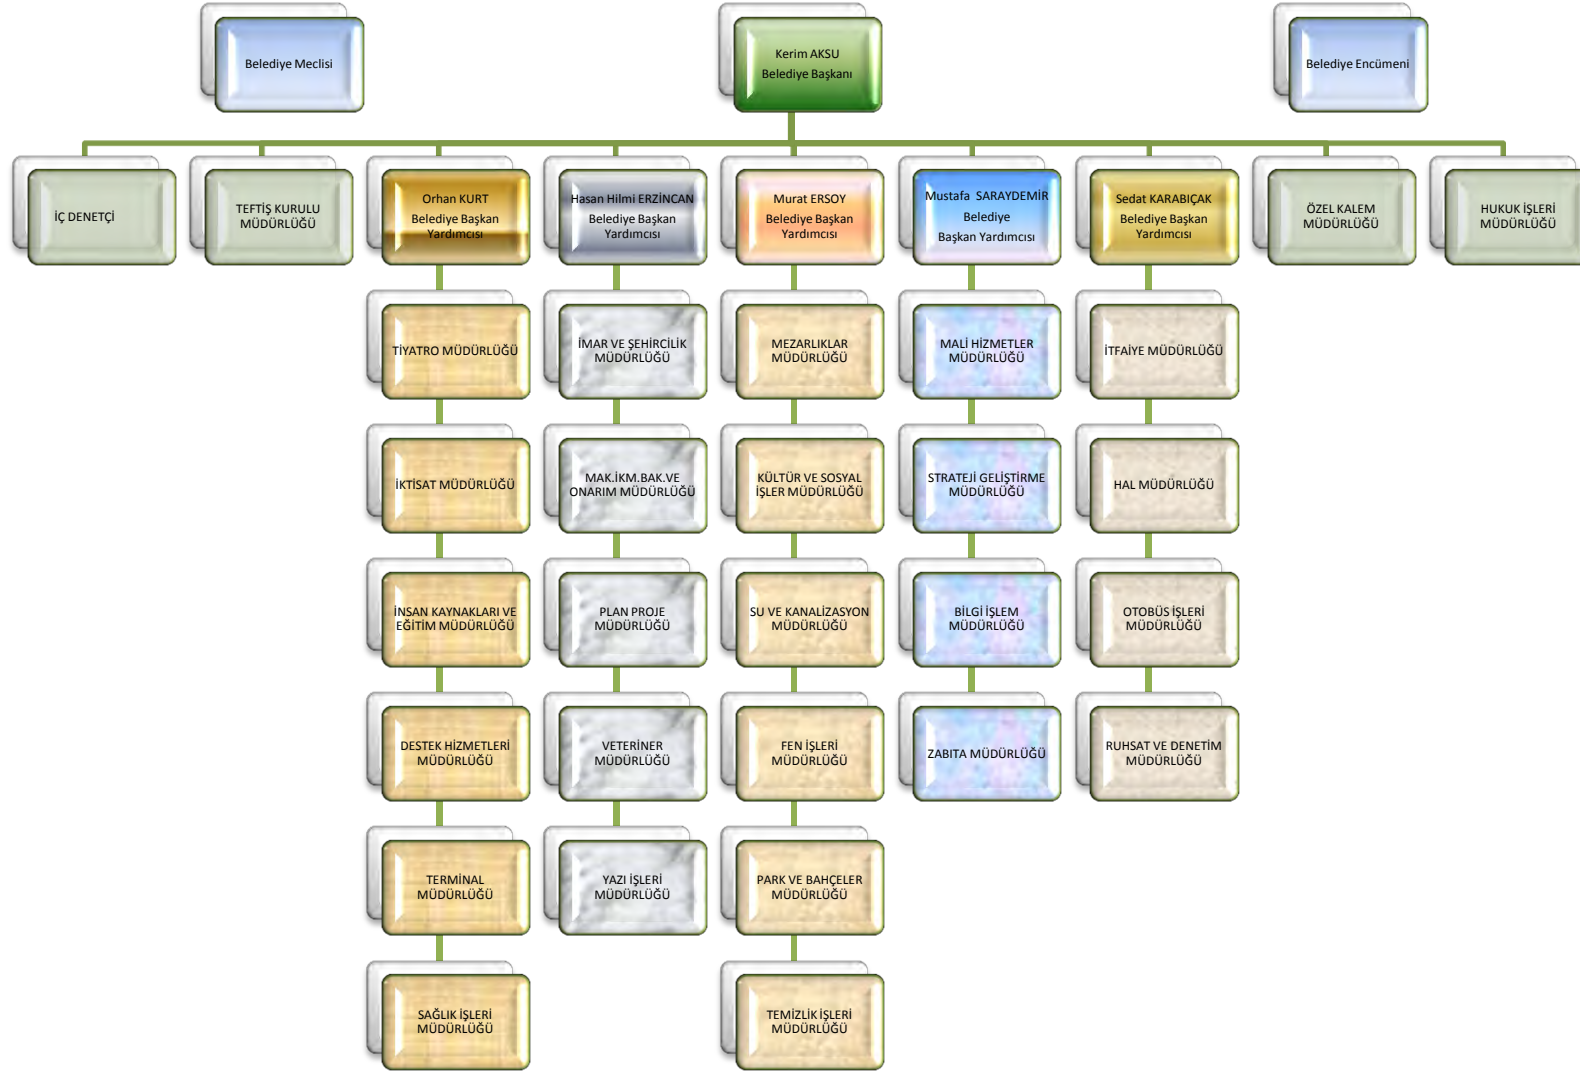 Belediye Meclisi
Kerim AKSU
Belediye Başkanı
Belediye Encümeni
İÇ DENETÇİ
TEFTİŞ KURULU
MÜDÜRLÜĞÜ
Orhan KURT
Belediye Başkan
Yardımcısı
Hasan Hilmi ERZİNCAN
Belediye Başkan
Yardımcısı
Murat ERSOY
Belediye Başkan
Yardımcısı
Mustafa SARAYDEMİR
Belediye
Başkan Yardımcısı
Sedat KARABIÇAK
Belediye Başkan
Yardımcısı
ÖZEL KALEM
MÜDÜRLÜĞÜ
HUKUK İŞLERİ
MÜDÜRLÜĞÜ
TİYATRO MÜDÜRLÜĞÜ
İMAR VE ŞEHİRCİLİK
MÜDÜRLÜĞÜ
MEZARLIKLAR
MÜDÜRLÜĞÜ
MALİ HİZMETLER
MÜDÜRLÜĞÜ
İTFAİYE MÜDÜRLÜĞÜ
İKTİSAT MÜDÜRLÜĞÜ
MAK.İKM.BAK.VE
ONARIM MÜDÜRLÜĞÜ
KÜLTÜR VE SOSYAL
İŞLER MÜDÜRLÜĞÜ
STRATEJİ GELİŞTİRME
MÜDÜRLÜĞÜ
HAL MÜDÜRLÜĞÜ
İNSAN KAYNAKLARI VE
EĞİTİM MÜDÜRLÜĞÜ
PLAN PROJE
MÜDÜRLÜĞÜ
SU VE KANALİZASYON
MÜDÜRLÜĞÜ
BİLGİ İŞLEM
MÜDÜRLÜĞÜ
OTOBÜS İŞLERİ
MÜDÜRLÜĞÜ
DESTEK HİZMETLERİ
MÜDÜRLÜĞÜ
VETERİNER
MÜDÜRLÜĞÜ
FEN İŞLERİ
MÜDÜRLÜĞÜ
ZABITA MÜDÜRLÜĞÜ
RUHSAT VE DENETİM
MÜDÜRLÜĞÜ
TERMİNAL
MÜDÜRLÜĞÜ
YAZI İŞLERİ
MÜDÜRLÜĞÜ
PARK VE BAHÇELER
MÜDÜRLÜĞÜ
SAĞLIK İŞLERİ
MÜDÜRLÜĞÜ
TEMİZLİK İŞLERİ
MÜDÜRLÜĞÜ